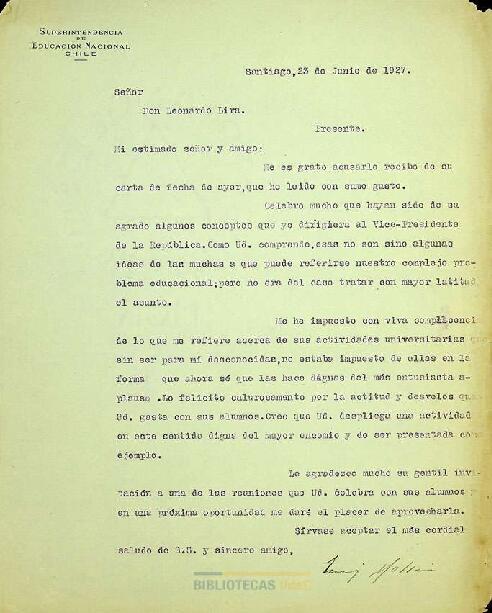 SUPERINTENDENCIA
DE
EDUCACION NACIONAL
CHILE
Santiago,23 de Junio de 1927.
Señor
Don Leonardo Lira.
Presente.
Mi estimado señor y amigo:
Me es grato acusarle recibo de su
carta de fecha de ayer,que he leído con sumo gusto.
Celebro mucho que hayan sido de su
agrado algunos conceptos que yo dirigiera al Vice-Presidente
de la República.Como Ud. comprende,esas no son sino algunas
ideas de las muchas a que puede referirse nuestro complejo pro-
blema educacional;pero no era del caso tratar con mayor latitud
el asunto.
Me he impuesto con viva complacenci
de lo que me refiere acerca de sus actividades universitarias que
sin ser para mí desconocidas,no estaba impuesto de ellas en la
forma que ahora sé que las hace dignas del más entusiasta a-
plauso .Lo felicito calurosamente por la actitud y desvelos que
Ud. gasta con sus alumnos.Creo que Ud. despliega una actividad
en este sentido digna del mayor encomio y de ser presentada como
ejemplo.
Le agradezco mucho su gentil invi-
tación a una de las reuniones que Ud. celebra con sus alumnos;
en una próxima oportunidad me daré el placer de aprovecharla.
Sírvase aceptar el más cordial
saludo de S.S. y sincero amigo,
BIBLIOTECAS UdeC